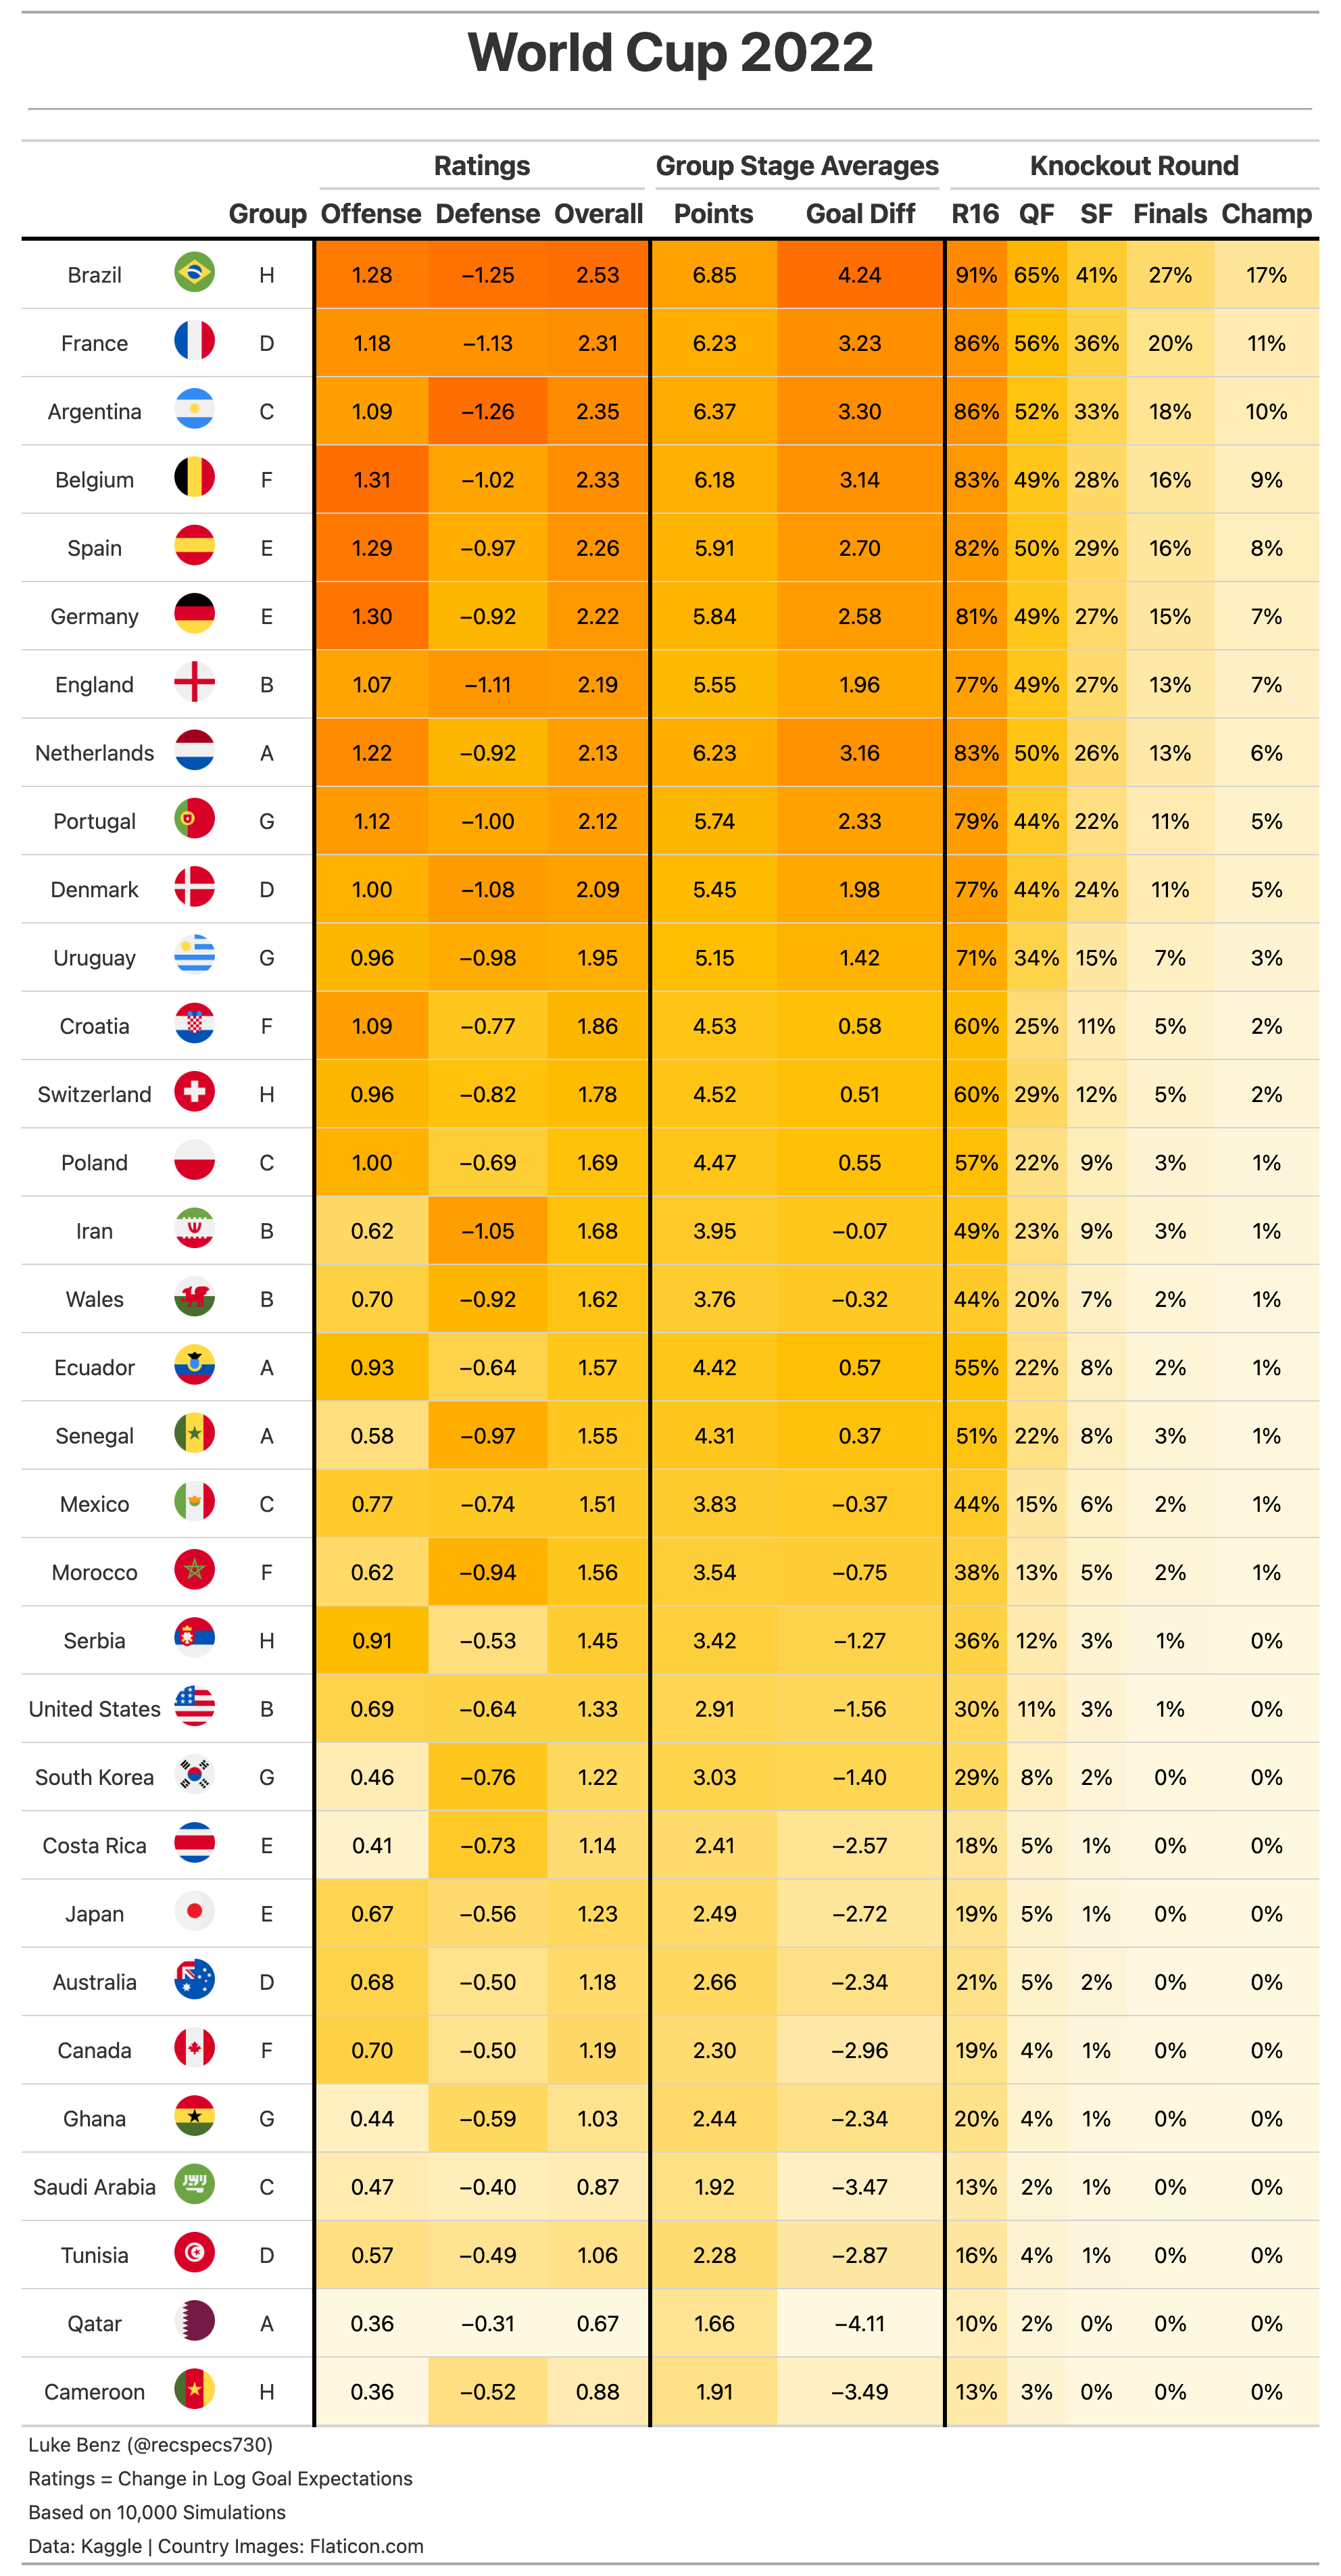 World Cup 2022
Ratings Group Stage Averages Knockout Round
Group Offense Defense Overall Points Goal Diff R16 QF SF Finals Champ
Brazil H 1.28 −1.25 2.53 6.85 4.24 91% 65% 41% 27% 17%
France D 1.18 −1.13 2.31 6.23 3.23 86% 56% 36% 20% 11%
Argentina C 1.09 −1.26 2.35 6.37 3.30 86% 52% 33% 18% 10%
Belgium F 1.31 −1.02 2.33 6.18 3.14 83% 49% 28% 16% 9%
Spain E 1.29 −0.97 2.26 5.91 2.70 82% 50% 29% 16% 8%
Germany E 1.30 −0.92 2.22 5.84 2.58 81% 49% 27% 15% 7%
England B 1.07 −1.11 2.19 5.55 1.96 77% 49% 27% 13% 7%
Netherlands A 1.22 −0.92 2.13 6.23 3.16 83% 50% 26% 13% 6%
Portugal G 1.12 −1.00 2.12 5.74 2.33 79% 44% 22% 11% 5%
Denmark D 1.00 −1.08 2.09 5.45 1.98 77% 44% 24% 11% 5%
Uruguay G 0.96 −0.98 1.95 5.15 1.42 71% 34% 15% 7% 3%
Croatia F 1.09 −0.77 1.86 4.53 0.58 60% 25% 11% 5% 2%
Switzerland H 0.96 −0.82 1.78 4.52 0.51 60% 29% 12% 5% 2%
Poland C 1.00 −0.69 1.69 4.47 0.55 57% 22% 9% 3% 1%
Iran B 0.62 −1.05 1.68 3.95 −0.07 49% 23% 9% 3% 1%
Wales B 0.70 −0.92 1.62 3.76 −0.32 44% 20% 7% 2% 1%
Ecuador A 0.93 −0.64 1.57 4.42 0.57 55% 22% 8% 2% 1%
Senegal A 0.58 −0.97 1.55 4.31 0.37 51% 22% 8% 3% 1%
Mexico C 0.77 −0.74 1.51 3.83 −0.37 44% 15% 6% 2% 1%
Morocco F 0.62 −0.94 1.56 3.54 −0.75 38% 13% 5% 2% 1%
Serbia H 0.91 −0.53 1.45 3.42 −1.27 36% 12% 3% 1% 0%
United States B 0.69 −0.64 1.33 2.91 −1.56 30% 11% 3% 1% 0%
South Korea G 0.46 −0.76 1.22 3.03 −1.40 29% 8% 2% 0% 0%
Costa Rica E 0.41 −0.73 1.14 2.41 −2.57 18% 5% 1% 0% 0%
Japan E 0.67 −0.56 1.23 2.49 −2.72 19% 5% 1% 0% 0%
Australia D 0.68 −0.50 1.18 2.66 −2.34 21% 5% 2% 0% 0%
Canada F 0.70 −0.50 1.19 2.30 −2.96 19% 4% 1% 0% 0%
Ghana G 0.44 −0.59 1.03 2.44 −2.34 20% 4% 1% 0% 0%
Saudi Arabia C 0.47 −0.40 0.87 1.92 −3.47 13% 2% 1% 0% 0%
Tunisia D 0.57 −0.49 1.06 2.28 −2.87 16% 4% 1% 0% 0%
Qatar A 0.36 −0.31 0.67 1.66 −4.11 10% 2% 0% 0% 0%
Cameroon H 0.36 −0.52 0.88 1.91 −3.49 13% 3% 0% 0% 0%
Luke Benz (@recspecs730)
Ratings = Change in Log Goal Expectations
Based on 10,000 Simulations
Data: Kaggle | Country Images: Flaticon.com